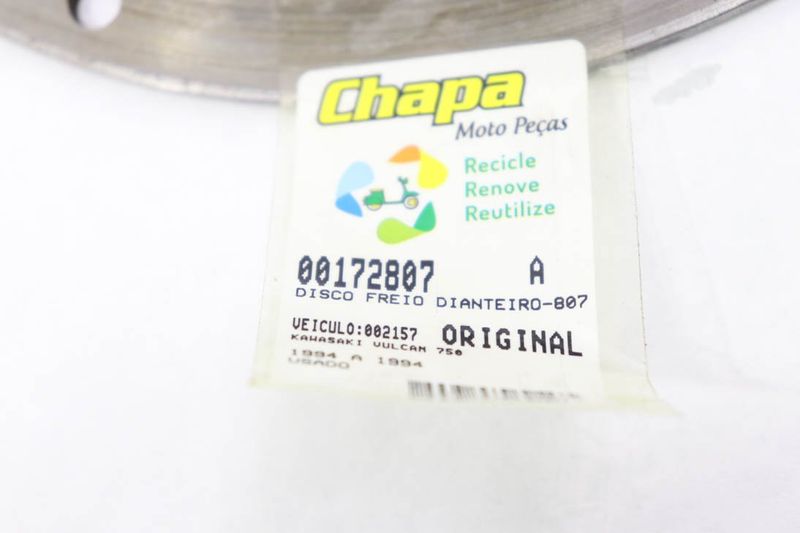 Chapa
Moto Peças
Recicle
Renove
Reutilize
00172807 A
DISCO FREIO DIANTEIRO-807
VEICULO:002157 ORIGINAL
KAWASAKI VULCAN 750
1994 A 1994
USADO